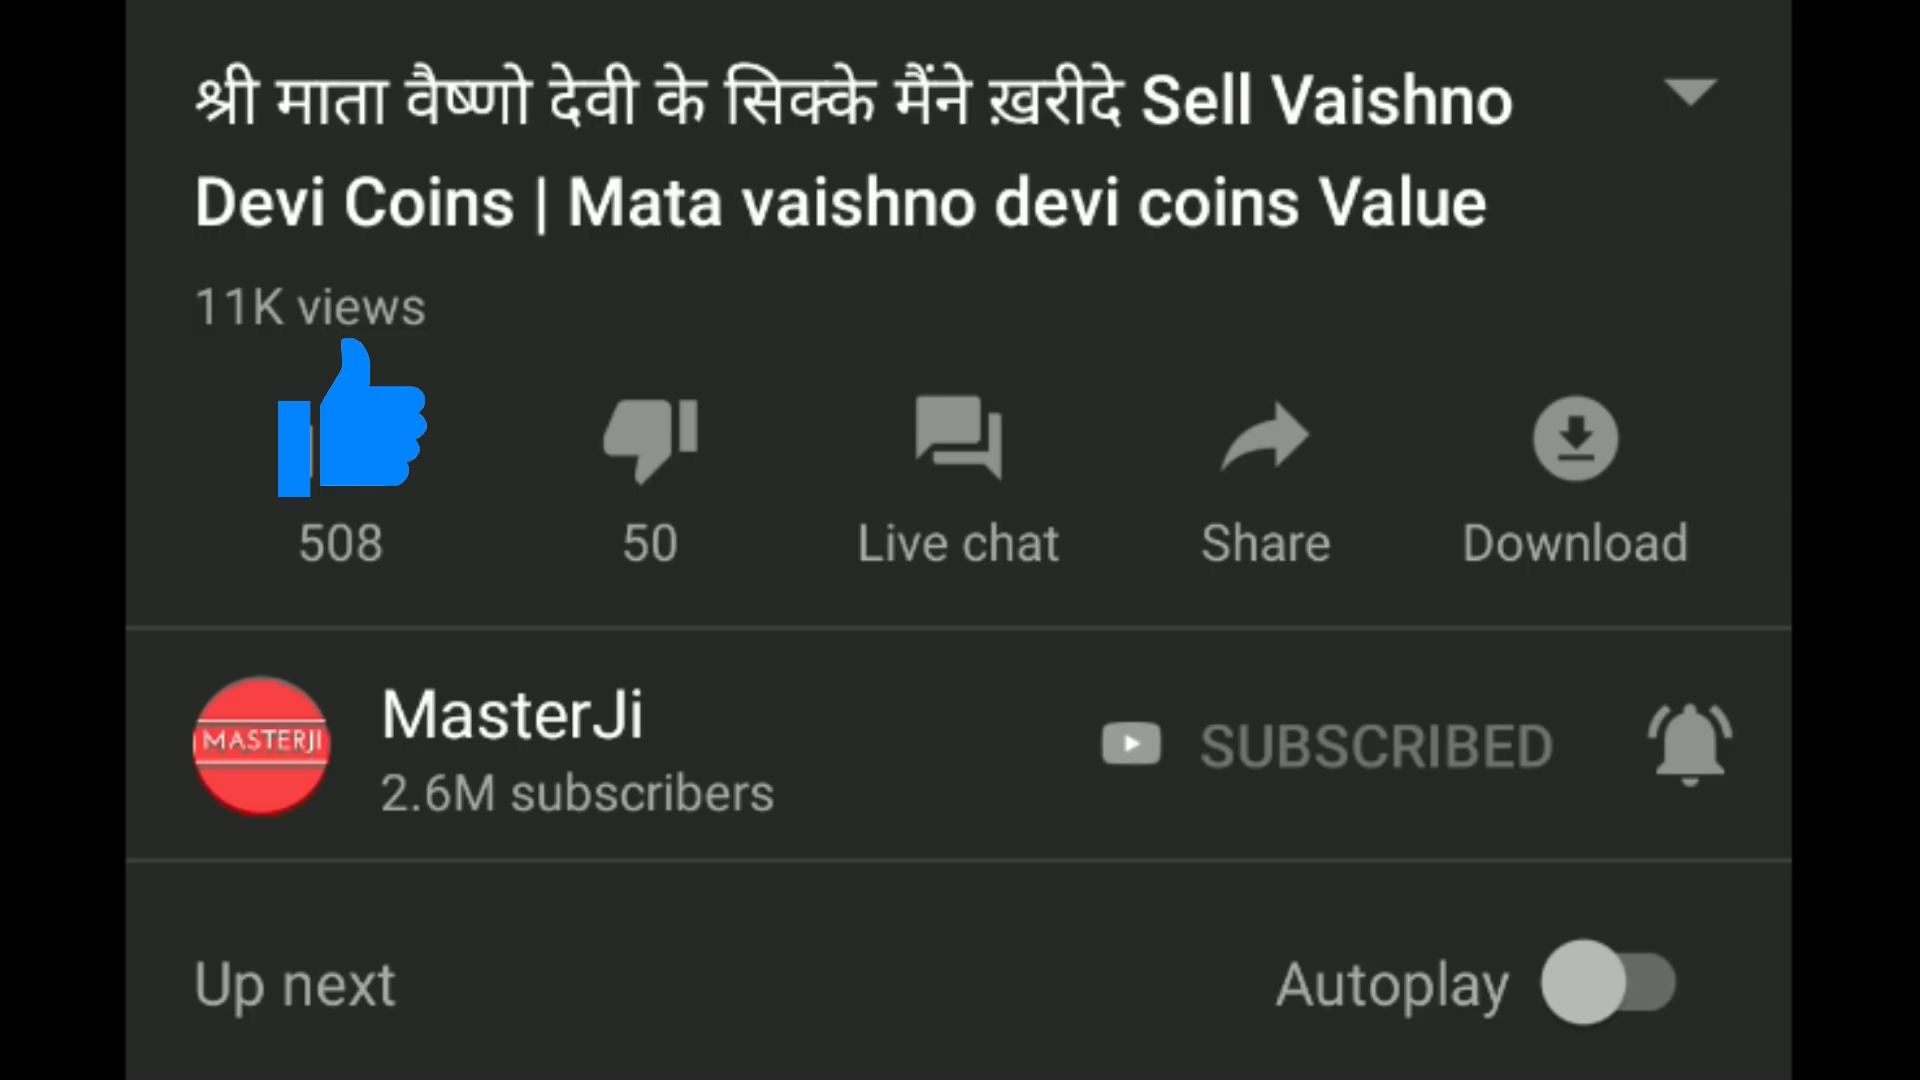 श्री माता वैष्णो देवी के सिक्के मैंने ख़रीदे Sell Vaishno
Devi Coins | Mata vaishno devi coins Value
11K views
508
50
Live chat
Share
Download
MASTERJI
MasterJi
2.6M subscribers
SUBSCRIBED
Up next
Autoplay